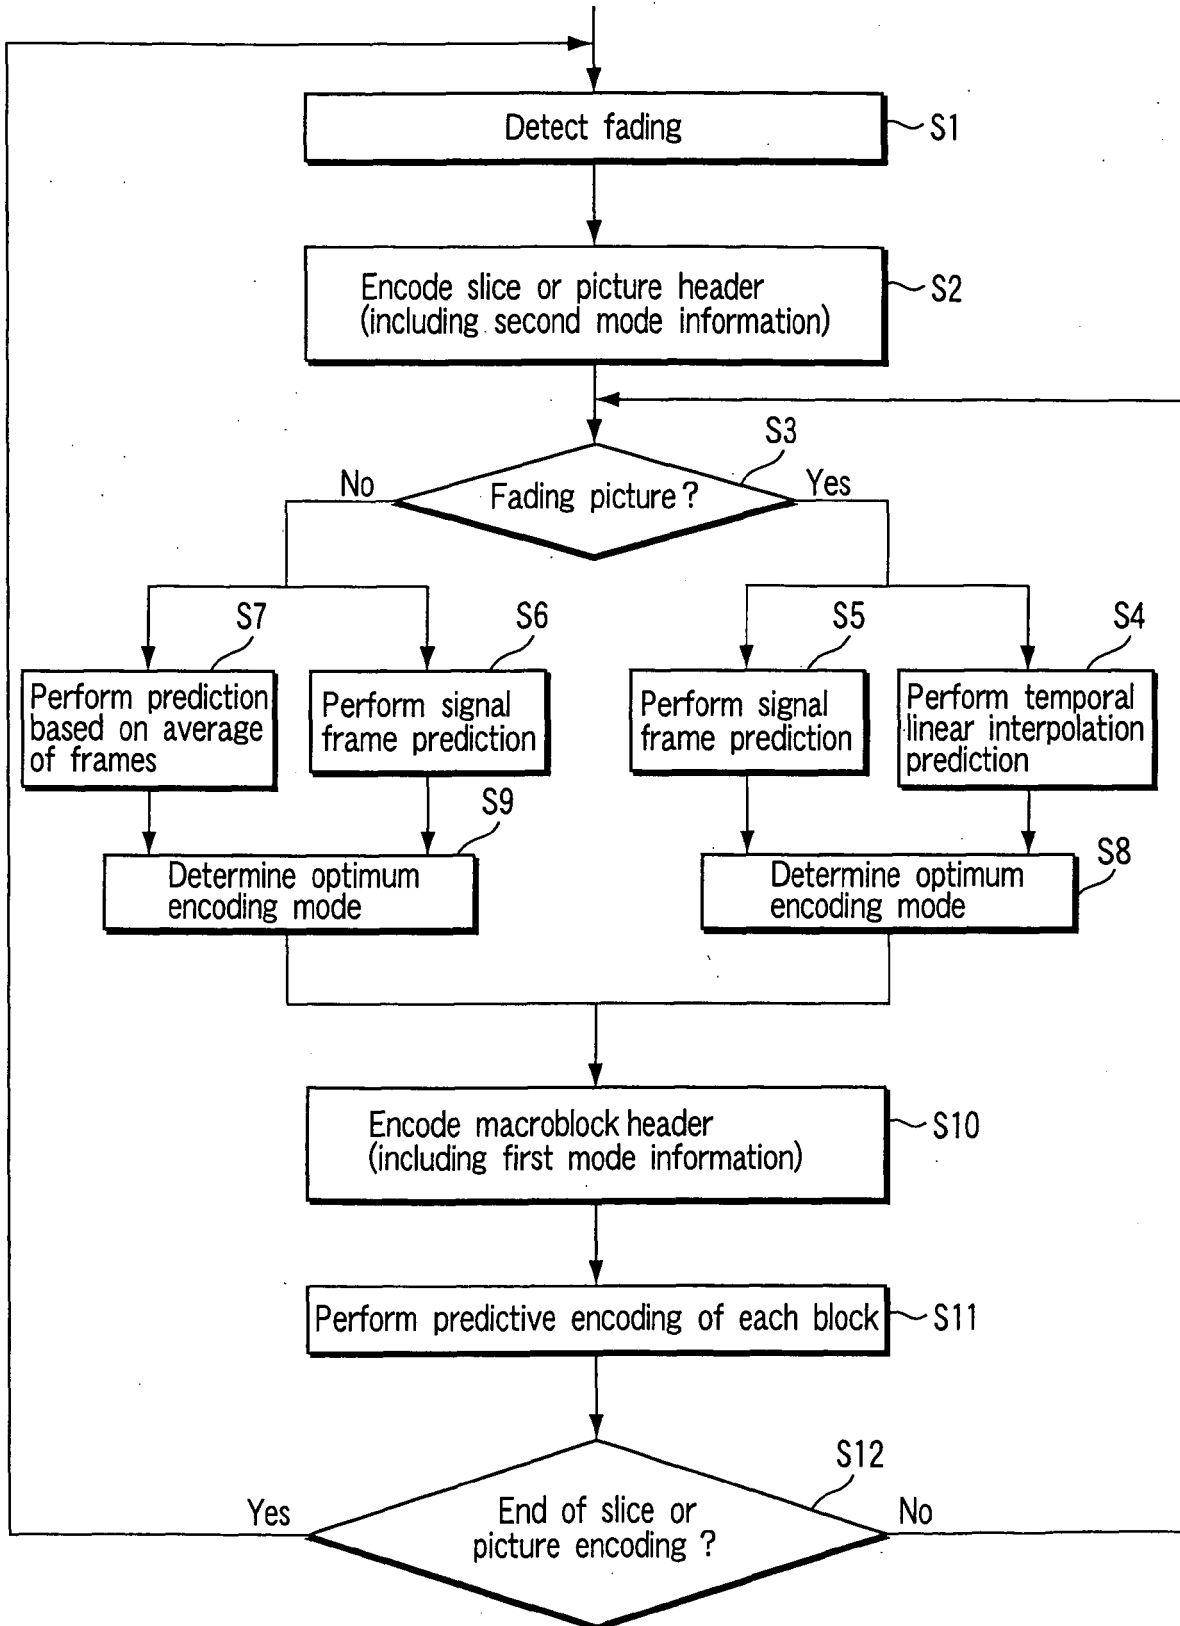 Detect fading
S1
Encode slice or picture header
(including second mode information)
S2
S3
No
Fading picture?
Yes
S7
S6
S5
S4
Perform prediction
based on average
of frames
Perform signal
frame prediction
Perform signal
frame prediction
Perform temporal
linear interpolation
prediction
S9
S8
Determine optimum
encoding mode
Determine optimum
encoding mode
Encode macroblock header
(including first mode information)
S10
Perform predictive encoding of each block
S11
S12
Yes
End of slice or
picture encoding ?
No